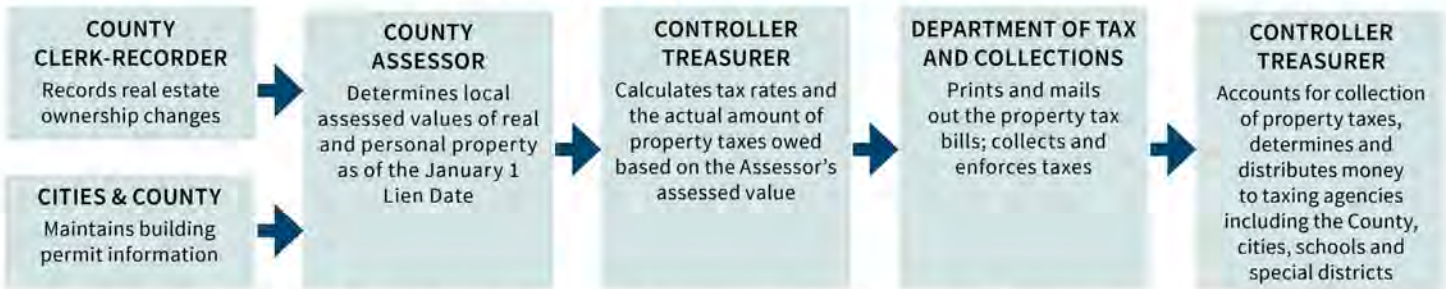 COUNTY
CLERK-RECORDER
Records real estate
ownership changes
CITIES & COUNTY
Maintains building
permit information
COUNTY
ASSESSOR
Determines local
assessed values of real
and personal property
as of the January 1
Lien Date
CONTROLLER
TREASURER
Calculates tax rates and
the actual amount of
property taxes owed
based on the Assessor's
assessed value
DEPARTMENT OF TAX
AND COLLECTIONS
Prints and mails
out the property tax
bills; collects and
enforces taxes
CONTROLLER
TREASURER
Accounts for collection
of property taxes,
determines and
distributes money
to taxing agencies
including the County,
cities, schools and
special districts